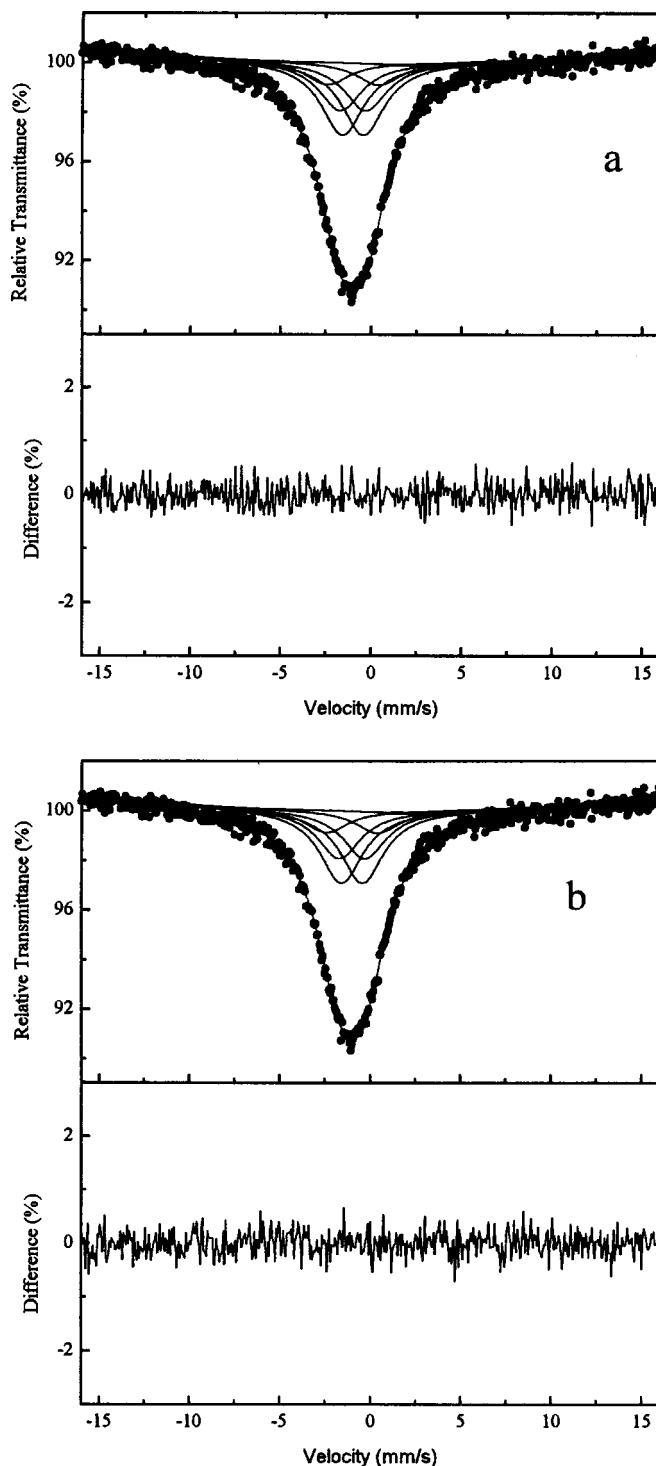 100
96
92
Relative Transmittance (%)
a
2
0
-2
Difference (%)
-15 -10 -5 0 5 10 15
Velocity (mm/s)
100
96
92
Relative Transmittance (%)
b
2
0
-2
Difference (%)
-15 -10 -5 0 5 10 15
Velocity (mm/s)